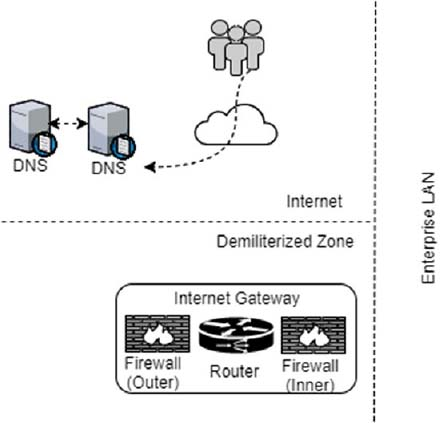 DNS
DNS
Internet
Demiliterized Zone
Enterprise LAN
Internet Gateway
Firewall
(Outer)
Router
Firewall
(Inner)